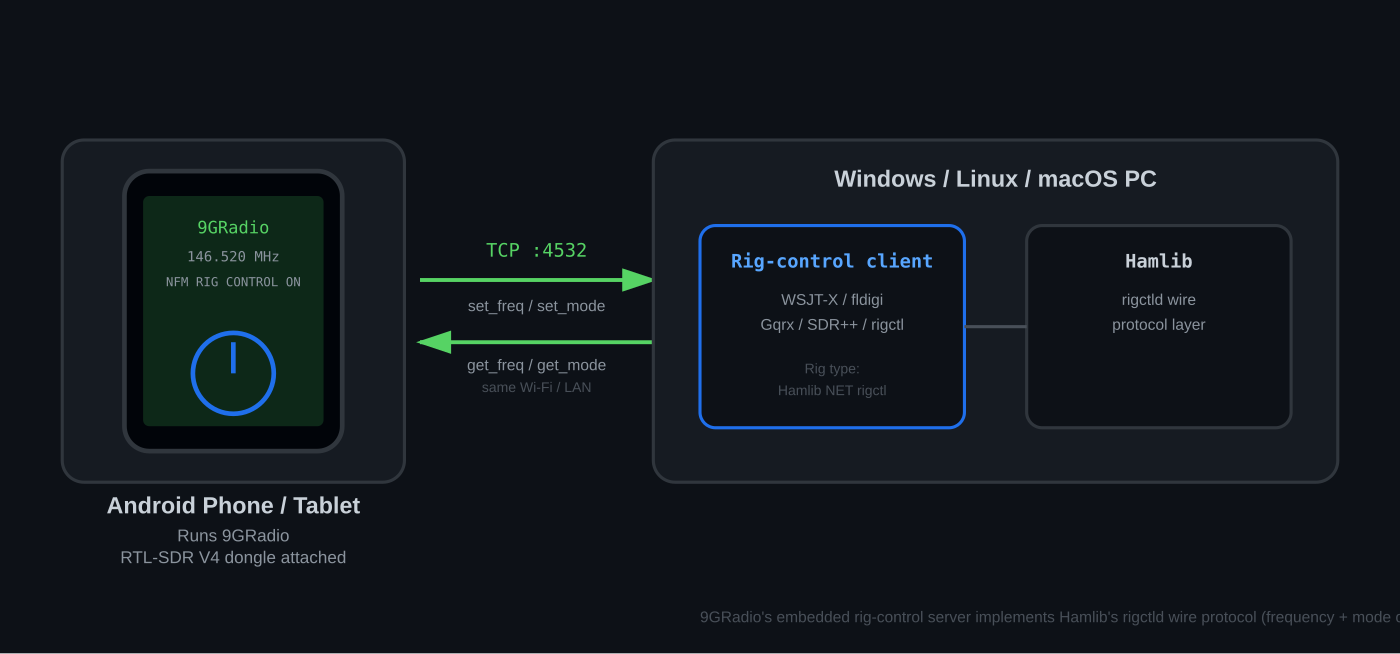 9GRadio
146.520 MHz
NFM RIG CONTROL ON
Android Phone / Tablet
Runs 9GRadio
RTL-SDR V4 dongle attached
TCP :4532
set_freq / set_mode
get_freq / get_mode
same Wi-Fi / LAN
Windows / Linux / macOS PC
Rig-control client
WSJT-X / fldigi
Gqrx / SDR++ / rigctl
Rig type:
Hamlib NET rigctl
Hamlib
rigctld wire
protocol layer
9GRadio's embedded rig-control server implements Hamlib's rigctld wire protocol (frequency + mode